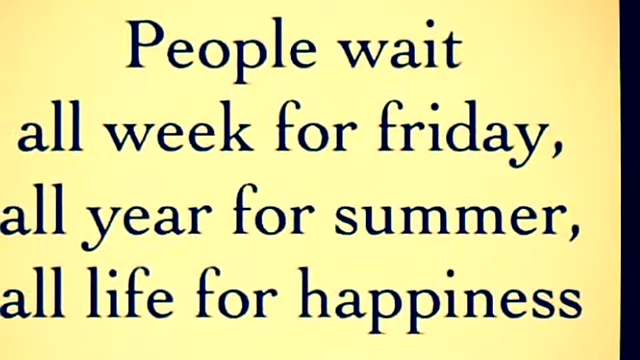 People wait
all week for friday,
all year for summer,
all life for happiness